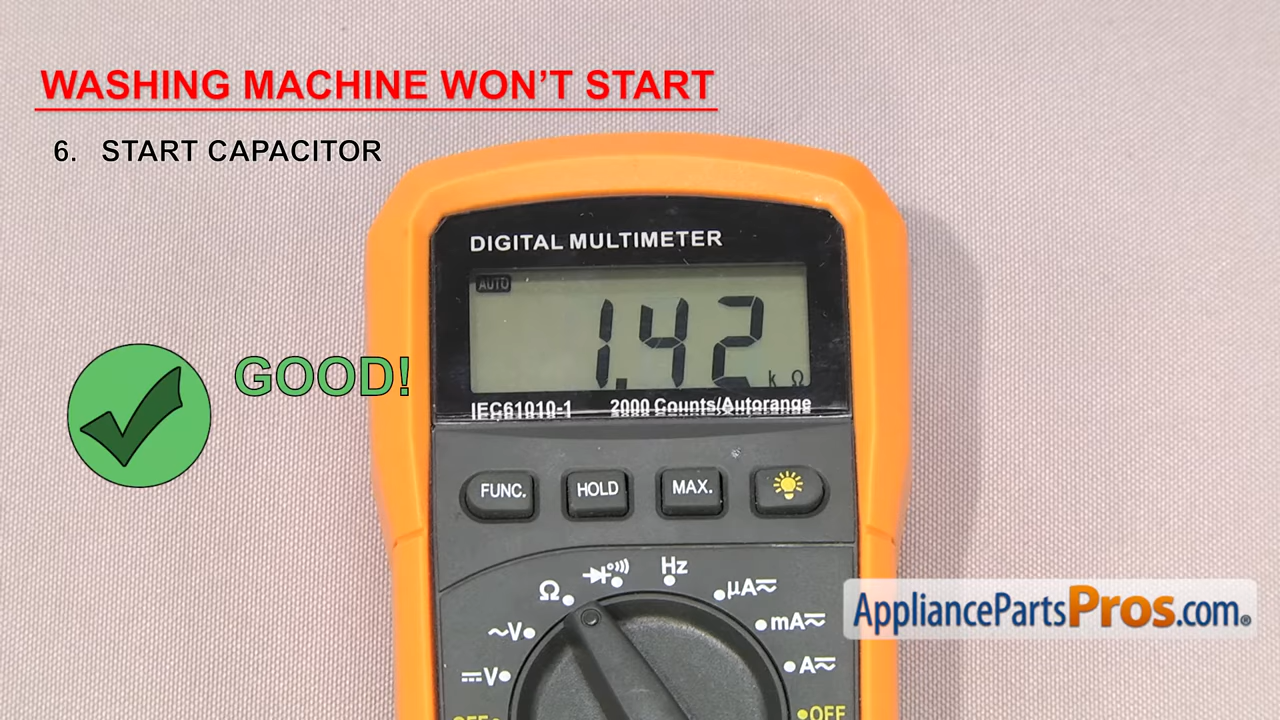 WASHING MACHINE WON'T START
6. START CAPACITOR
DIGITAL MULTIMETER
AUTO
1.42
k Ω
GOOD!
IEC61010-1 2000 Counts/Autorange
FUNC. HOLD MAX.
Hz
Ω
μA
~V
mA
V
A
AppliancePartsPros.com®
OFF OFF